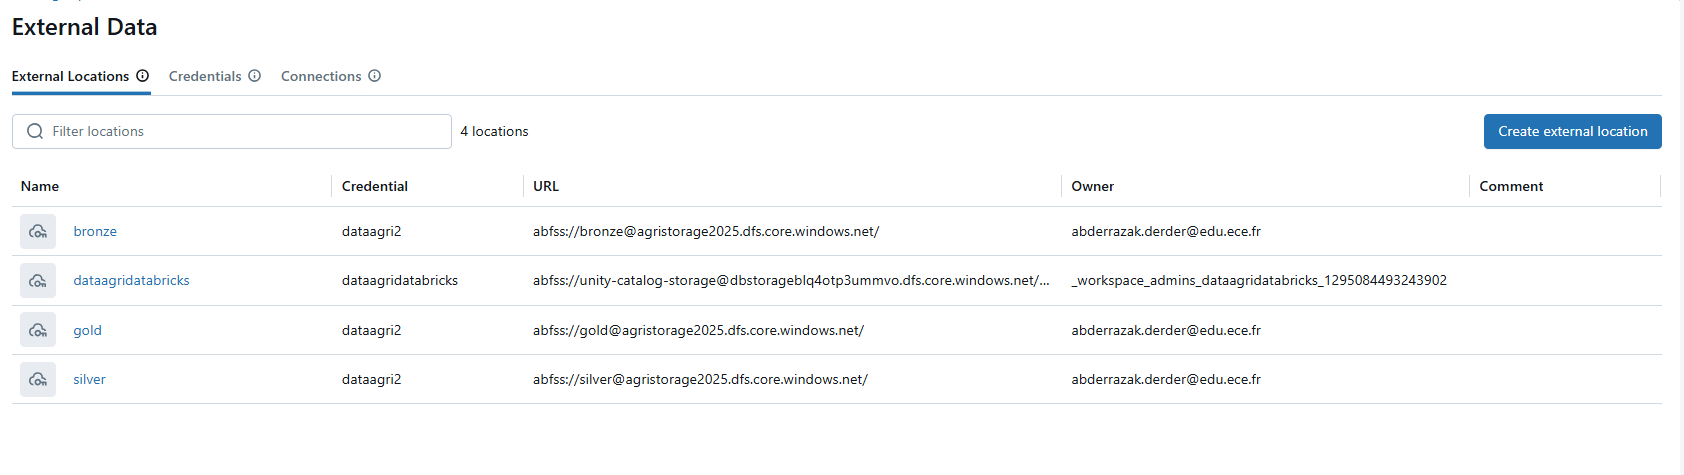 External Data
External Locations Credentials Connections
Filter locations 4 locations Create external location
Name Credential URL Owner Comment
bronze dataagri2 abfss://bronze@agristorage2025.dfs.core.windows.net/ abderrazak.derder@edu.ece.fr
dataagridatabricks dataagridatabricks abfss://unity-catalog-storage@dbstorageblq4otp3ummvo.dfs.core.windows.net/... _workspace_admins_dataagridatabricks_1295084493243902
gold dataagri2 abfss://gold@agristorage2025.dfs.core.windows.net/ abderrazak.derder@edu.ece.fr
silver dataagri2 abfss://silver@agristorage2025.dfs.core.windows.net/ abderrazak.derder@edu.ece.fr